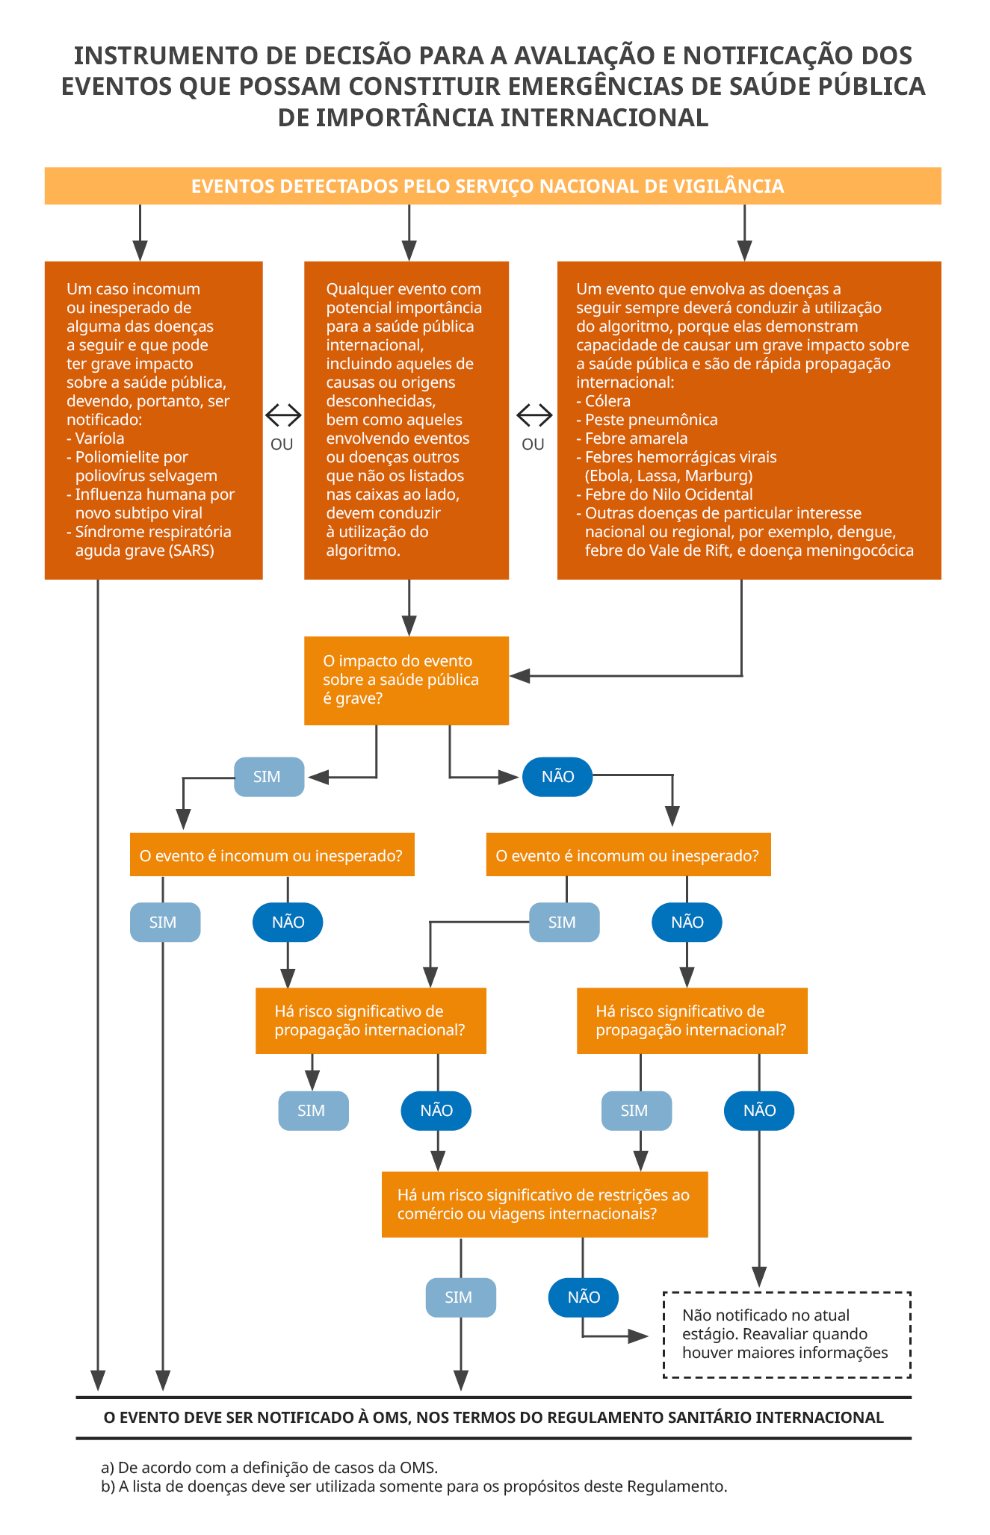 INSTRUMENTO DE DECISÃO PARA A AVALIAÇÃO E NOTIFICAÇÃO DOS
EVENTOS QUE POSSAM CONSTITUIR EMERGÊNCIAS DE SAÚDE PÚBLICA
DE IMPORTÂNCIA INTERNACIONAL
EVENTOS DETECTADOS PELO SERVIÇO NACIONAL DE VIGILÂNCIA
Um caso incomum
ou inesperado de
alguma das doenças
a seguir e que pode
ter grave impacto
sobre a saúde pública,
devendo, portanto, ser
notificado:
- Varíola
- Poliomielite por
poliovírus selvagem
- Influenza humana por
novo subtipo viral
- Síndrome respiratória
aguda grave (SARS)
OU
Qualquer evento com
potencial importância
para a saúde pública
internacional,
incluindo aqueles de
causas ou origens
desconhecidas,
bem como aqueles
envolvendo eventos
ou doenças outros
que não os listados
nas caixas ao lado,
devem conduzir
à utilização do
algoritmo.
OU
Um evento que envolva as doenças a
seguir sempre deverá conduzir à utilização
do algoritmo, porque elas demonstram
capacidade de causar um grave impacto sobre
a saúde pública e são de rápida propagação
internacional:
- Cólera
- Peste pneumônica
- Febre amarela
- Febres hemorrágicas virais
(Ebola, Lassa, Marburg)
- Febre do Nilo Ocidental
- Outras doenças de particular interesse
nacional ou regional, por exemplo, dengue,
febre do Vale de Rift, e doença meningocócica
O impacto do evento
sobre a saúde pública
é grave?
SIM
NÃO
O evento é incomum ou inesperado?
O evento é incomum ou inesperado?
SIM
NÃO
SIM
NÃO
Há risco significativo de
propagação internacional?
Há risco significativo de
propagação internacional?
SIM
NÃO
SIM
NÃO
Há um risco significativo de restrições ao
comércio ou viagens internacionais?
SIM
NÃO
Não notificado no atual
estágio. Reavaliar quando
houver maiores informações
O EVENTO DEVE SER NOTIFICADO À OMS, NOS TERMOS DO REGULAMENTO SANITÁRIO INTERNACIONAL
a) De acordo com a definição de casos da OMS.
b) A lista de doenças deve ser utilizada somente para os propósitos deste Regulamento.